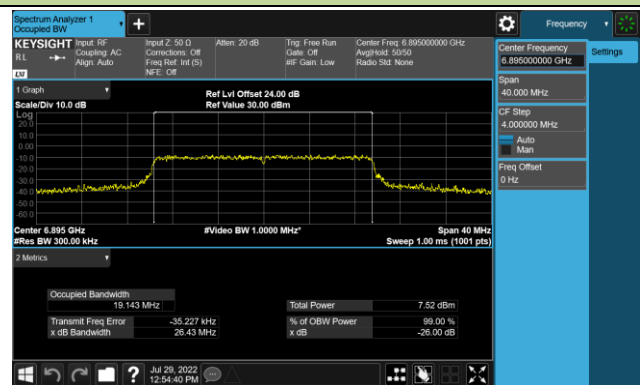 Spectrum Analyzer 1
Occupied BW
+
Frequency
KEYSIGHT
RL
LXI
Input: RF
Coupling: AC
Align: Auto
Input Z: 50 Ω
Corrections: Off
Freq Ref: Int (S)
NFE: Off
Atten: 20 dB
Trig: Free Run
Gate: Off
#IF Gain: Low
Center Freq: 6.895000000 GHz
Avg|Hold: 50/50
Radio Std: None
Center Frequency
6.895000000 GHz
Settings
Span
40.000 MHz
CF Step
4.000000 MHz
Auto
Man
Freq Offset
0 Hz
1 Graph
Scale/Div 10.0 dB
Ref Lvl Offset 24.00 dB
Ref Value 30.00 dBm
Log
20.0
10.0
0.00
-10.0
-20.0
-30.0
-40.0
-50.0
-60.0
Center 6.895 GHz
#Res BW 300.00 kHz
#Video BW 1.0000 MHz*
Span 40 MHz
Sweep 1.00 ms (1001 pts)
2 Metrics
Occupied Bandwidth
19.143 MHz
Total Power 7.52 dBm
Transmit Freq Error -35.227 kHz
% of OBW Power 99.00 %
x dB Bandwidth 26.43 MHz
x dB -26.00 dB
?
Jul 29, 2022
12:54:40 PM